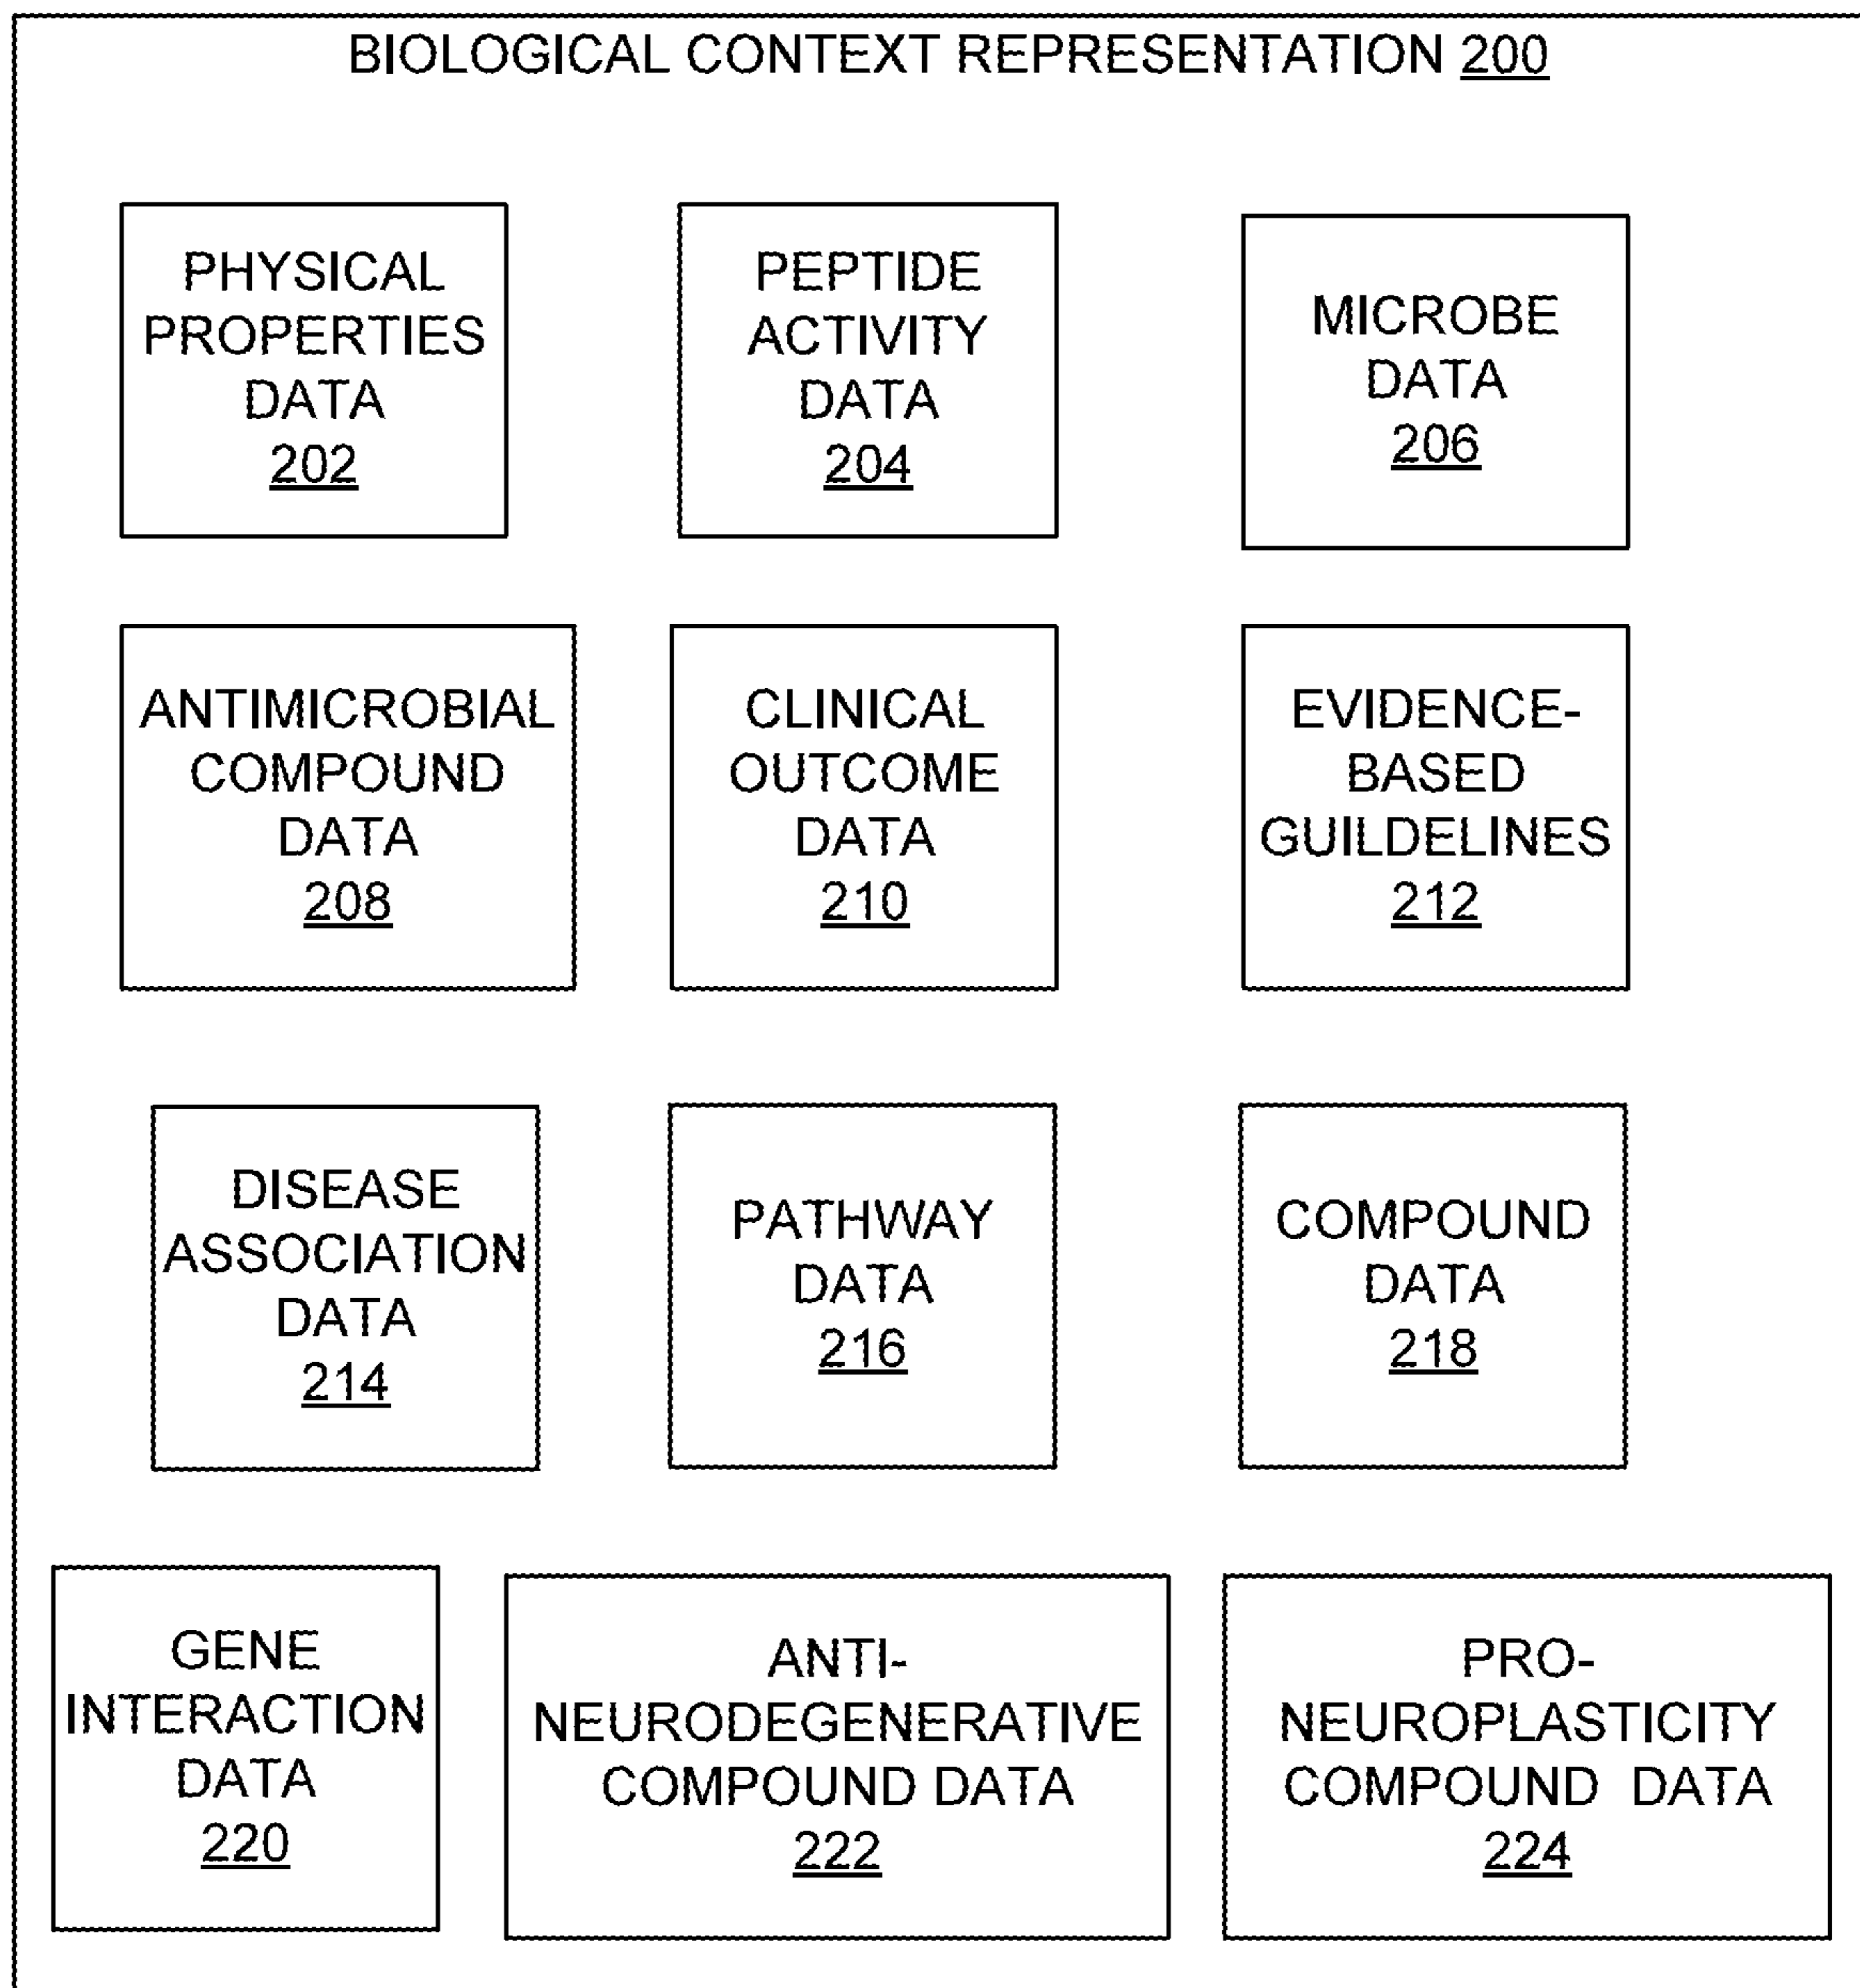 BIOLOGICAL CONTEXT REPRESENTATION 200
PHYSICAL
PROPERTIES
DATA
202
PEPTIDE
ACTIVITY
DATA
204
MICROBE
DATA
206
ANTIMICROBIAL
COMPOUND
DATA
208
CLINICAL
OUTCOME
DATA
210
EVIDENCE-
BASED
GUILDELINES
212
DISEASE
ASSOCIATION
DATA
214
PATHWAY
DATA
216
COMPOUND
DATA
218
GENE
INTERACTION
DATA
220
ANTI-
NEURODEGENERATIVE
COMPOUND DATA
222
PRO-
NEUROPLASTICITY
COMPOUND DATA
224